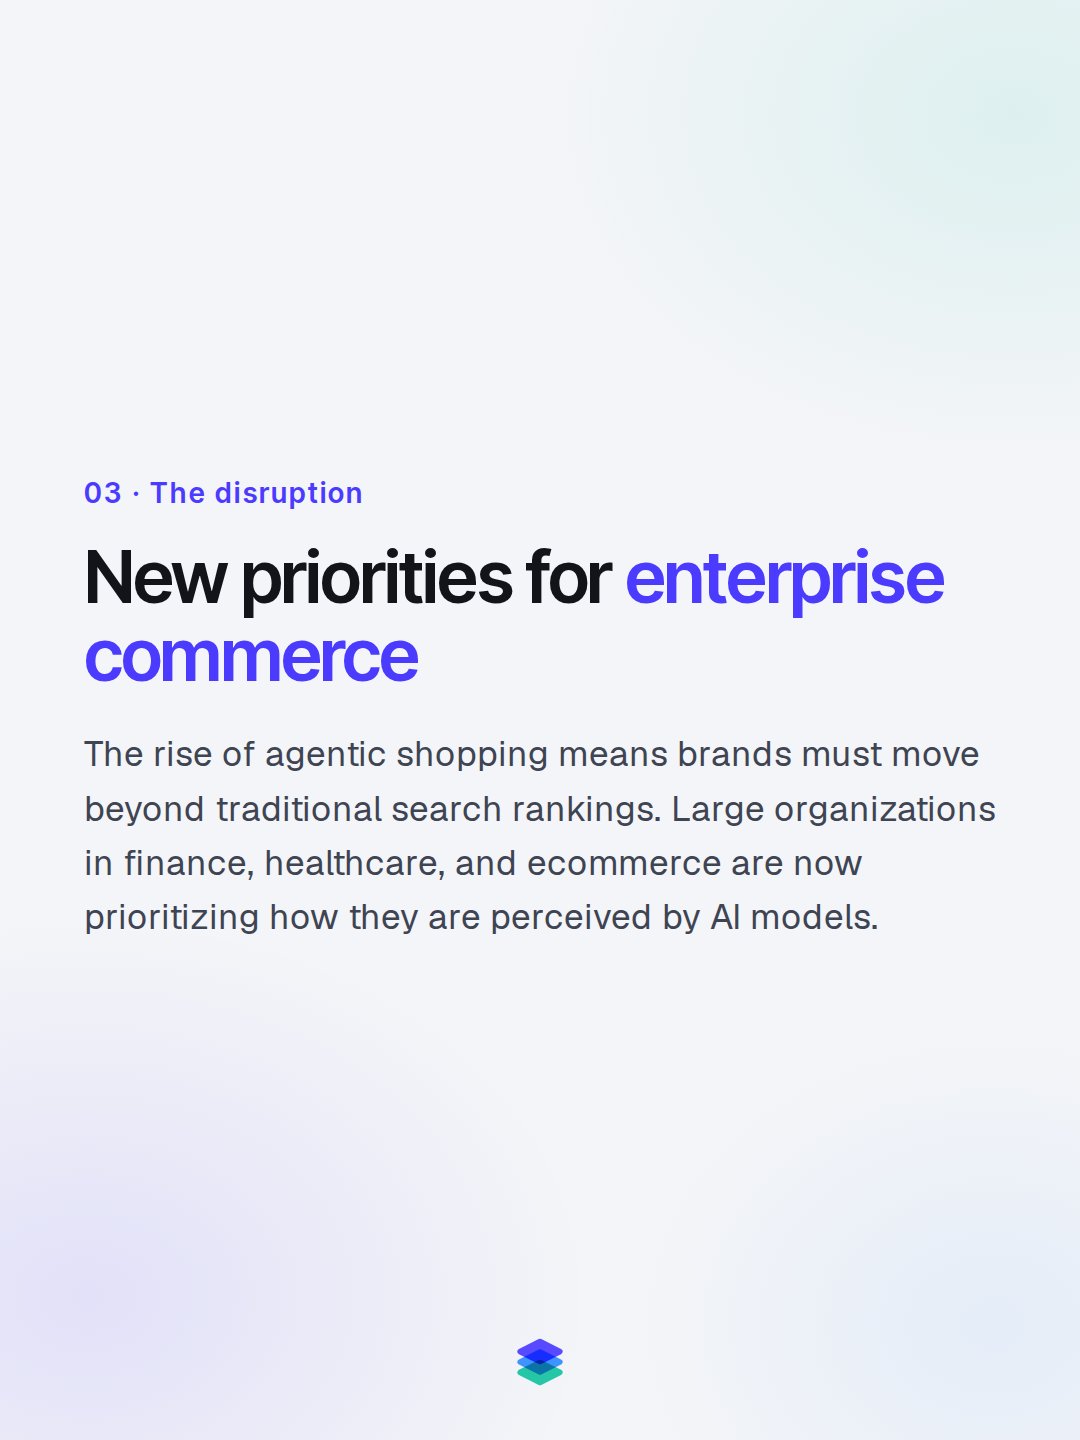 03 · The disruption
New priorities for enterprise
commerce
The rise of agentic shopping means brands must move
beyond traditional search rankings. Large organizations
in finance, healthcare, and ecommerce are now
prioritizing how they are perceived by AI models.